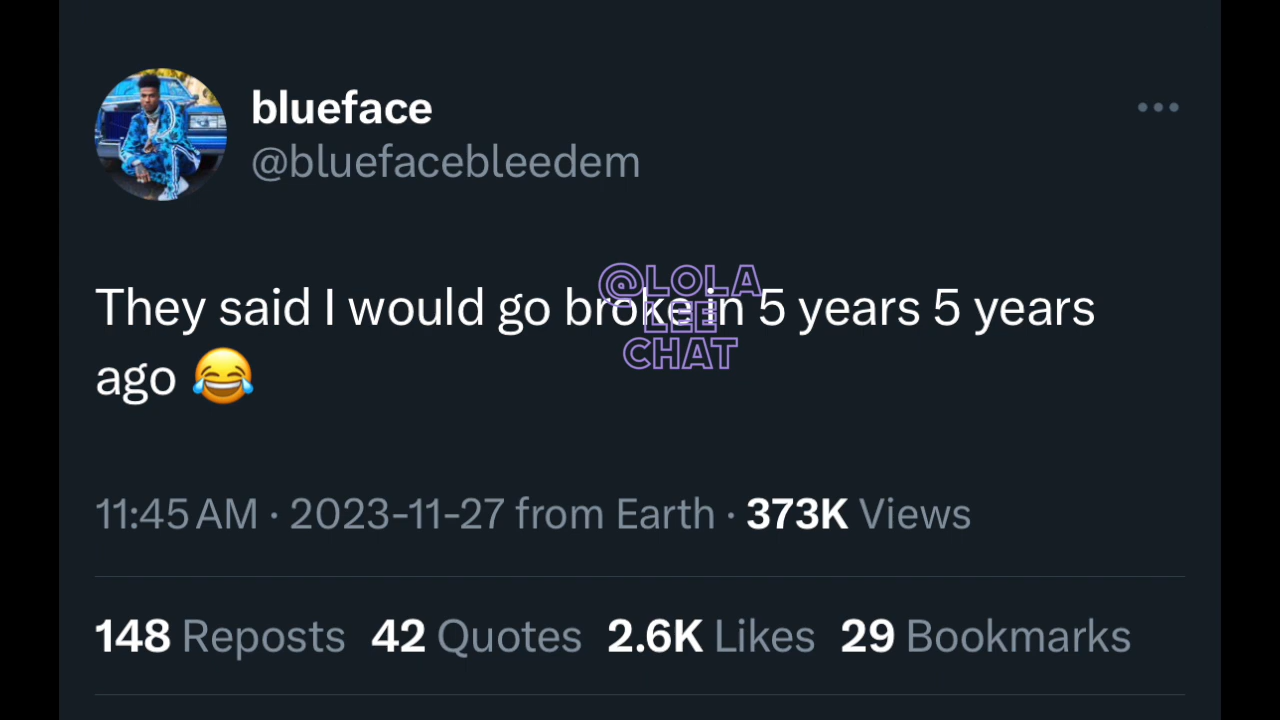 blueface
@bluefacebleedem
They said I would go broke in 5 years 5 years
ago 😂
@LOLA
LEE
CHAT
11:45 AM · 2023-11-27 from Earth · 373K Views
148 Reposts 42 Quotes 2.6K Likes 29 Bookmarks